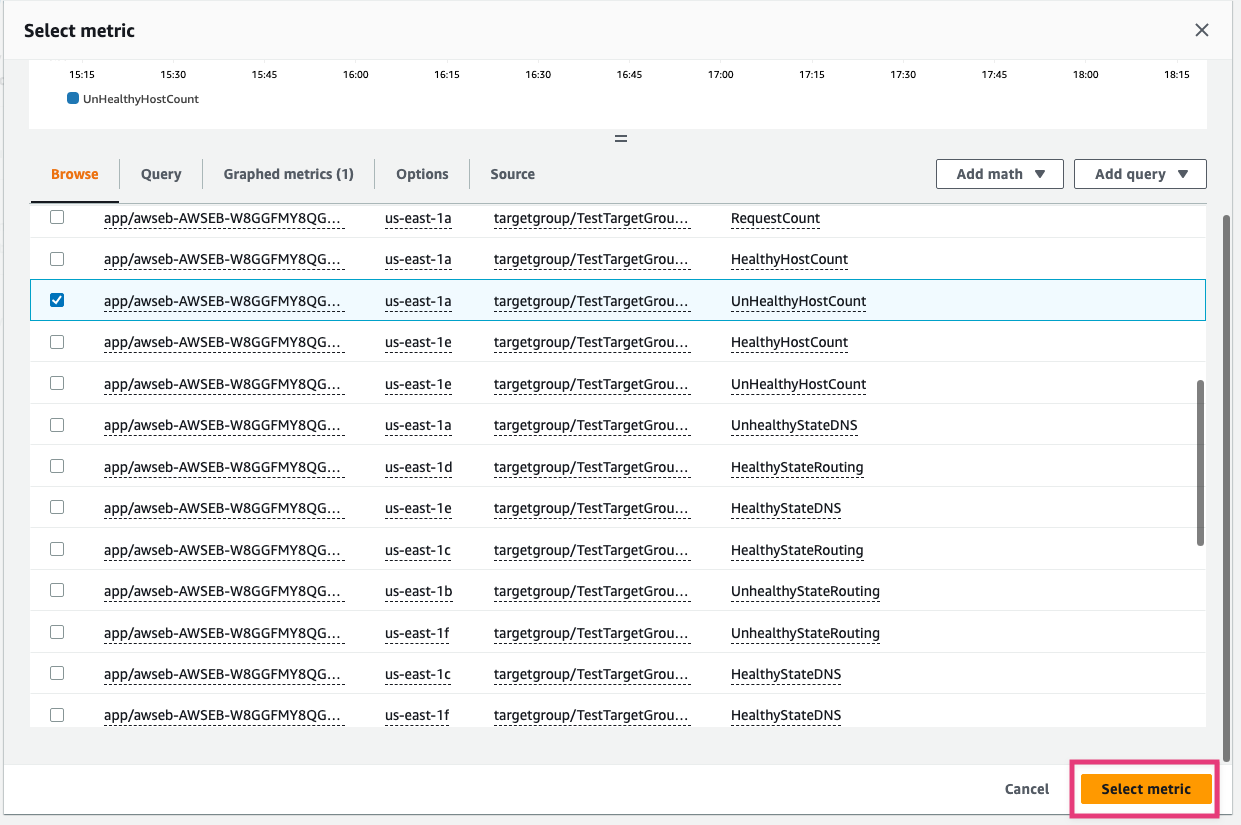 Select metric
15:15 15:30 15:45 16:00 16:15 16:30 16:45 17:00 17:15 17:30 17:45 18:00 18:15
UnHealthyHostCount
Browse Query Graphed metrics (1) Options Source Add math Add query
app/awseb-AWSEB-W8GGFMY8QG... us-east-1a targetgroup/TestTargetGrou... RequestCount
app/awseb-AWSEB-W8GGFMY8QG... us-east-1a targetgroup/TestTargetGrou... HealthyHostCount
app/awseb-AWSEB-W8GGFMY8QG... us-east-1a targetgroup/TestTargetGrou... UnHealthyHostCount
app/awseb-AWSEB-W8GGFMY8QG... us-east-1e targetgroup/TestTargetGrou... HealthyHostCount
app/awseb-AWSEB-W8GGFMY8QG... us-east-1e targetgroup/TestTargetGrou... UnHealthyHostCount
app/awseb-AWSEB-W8GGFMY8QG... us-east-1a targetgroup/TestTargetGrou... UnhealthyStateDNS
app/awseb-AWSEB-W8GGFMY8QG... us-east-1d targetgroup/TestTargetGrou... HealthyStateRouting
app/awseb-AWSEB-W8GGFMY8QG... us-east-1e targetgroup/TestTargetGrou... HealthyStateDNS
app/awseb-AWSEB-W8GGFMY8QG... us-east-1c targetgroup/TestTargetGrou... HealthyStateRouting
app/awseb-AWSEB-W8GGFMY8QG... us-east-1b targetgroup/TestTargetGrou... UnhealthyStateRouting
app/awseb-AWSEB-W8GGFMY8QG... us-east-1f targetgroup/TestTargetGrou... UnhealthyStateRouting
app/awseb-AWSEB-W8GGFMY8QG... us-east-1c targetgroup/TestTargetGrou... HealthyStateDNS
app/awseb-AWSEB-W8GGFMY8QG... us-east-1f targetgroup/TestTargetGrou... HealthyStateDNS
Cancel Select metric